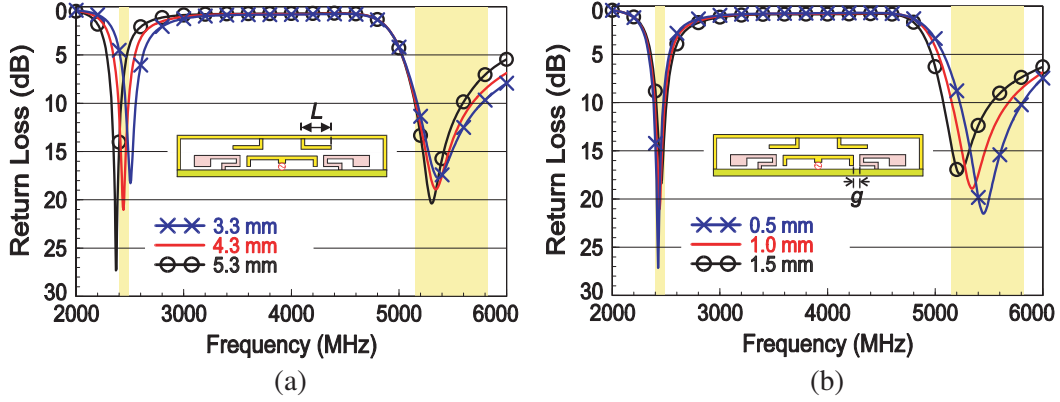 0
5
10
15
20
25
30
Return Loss (dB)
L
3.3 mm
4.3 mm
5.3 mm
2000 3000 4000 5000 6000
Frequency (MHz)
(a)
0
5
10
15
20
25
30
Return Loss (dB)
g
0.5 mm
1.0 mm
1.5 mm
2000 3000 4000 5000 6000
Frequency (MHz)
(b)